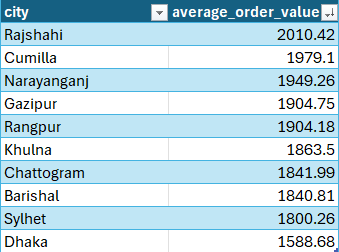 city average_order_value
Rajshahi 2010.42
Cumilla 1979.1
Narayanganj 1949.26
Gazipur 1904.75
Rangpur 1904.18
Khulna 1863.5
Chattogram 1841.99
Barishal 1840.81
Sylhet 1800.26
Dhaka 1588.68